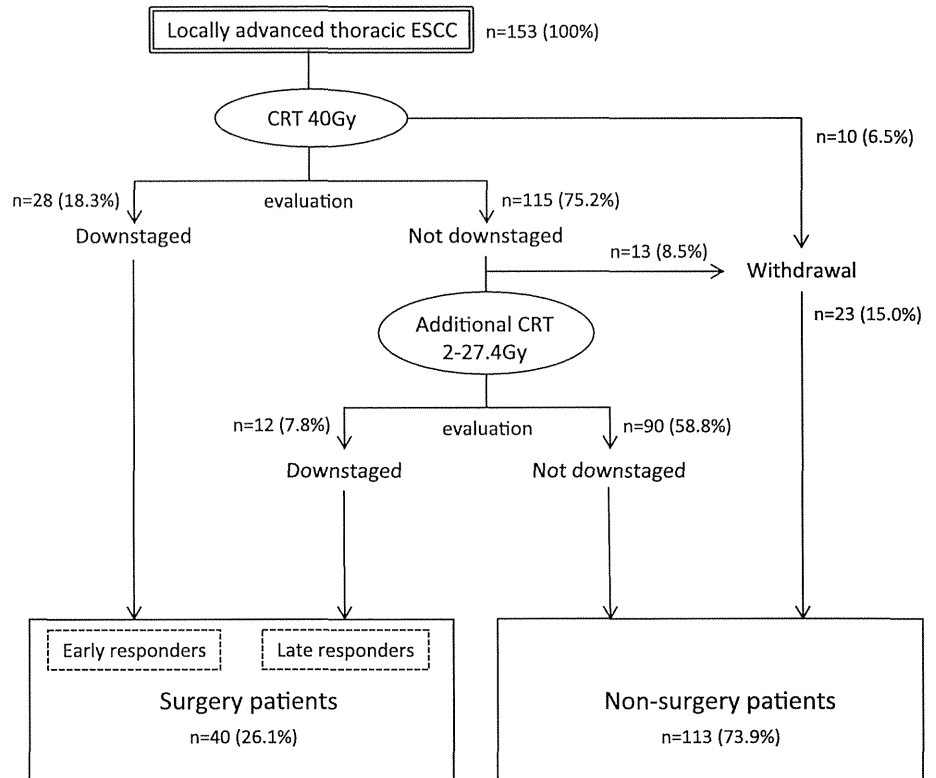 Locally advanced thoracic ESCC
n=153 (100%)
CRT 40Gy
n=10 (6.5%)
n=28 (18.3%)
evaluation
n=115 (75.2%)
Downstaged
Not downstaged
n=13 (8.5%)
Withdrawal
n=23 (15.0%)
Additional CRT
2-27.4Gy
n=12 (7.8%)
evaluation
n=90 (58.8%)
Downstaged
Not downstaged
Early responders
Late responders
Surgery patients
n=40 (26.1%)
Non-surgery patients
n=113 (73.9%)